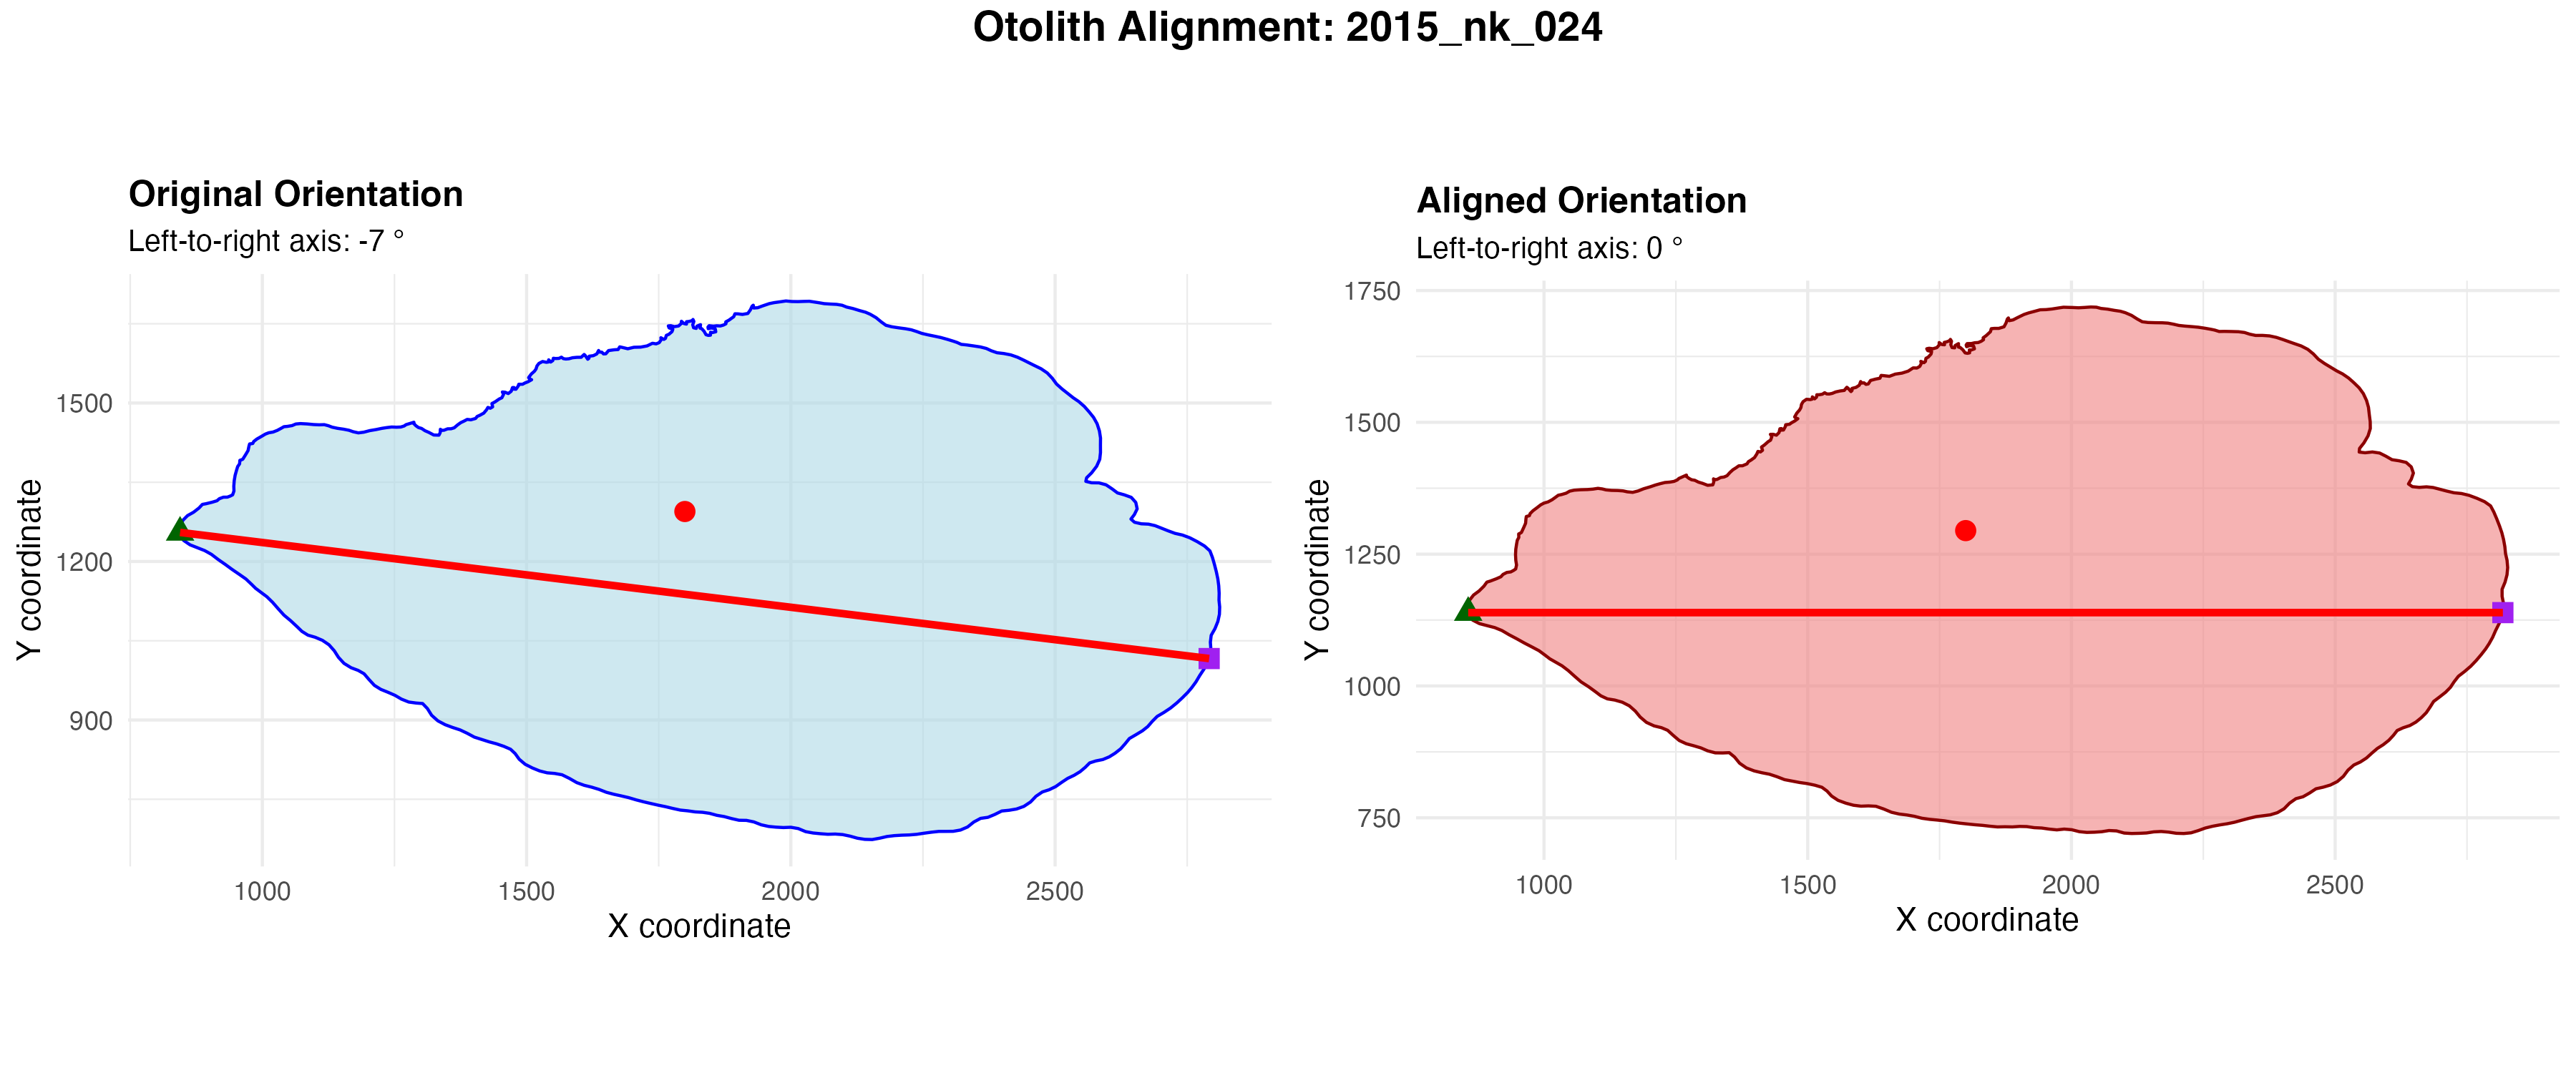 Otolith Alignment: 2015_nk_024
Original Orientation
Left-to-right axis: -7 °
1500
1200
900
Y coordinate
1000 1500 2000 2500
X coordinate
Aligned Orientation
Left-to-right axis: 0 °
1750
1500
1250
1000
750
Y coordinate
1000 1500 2000 2500
X coordinate